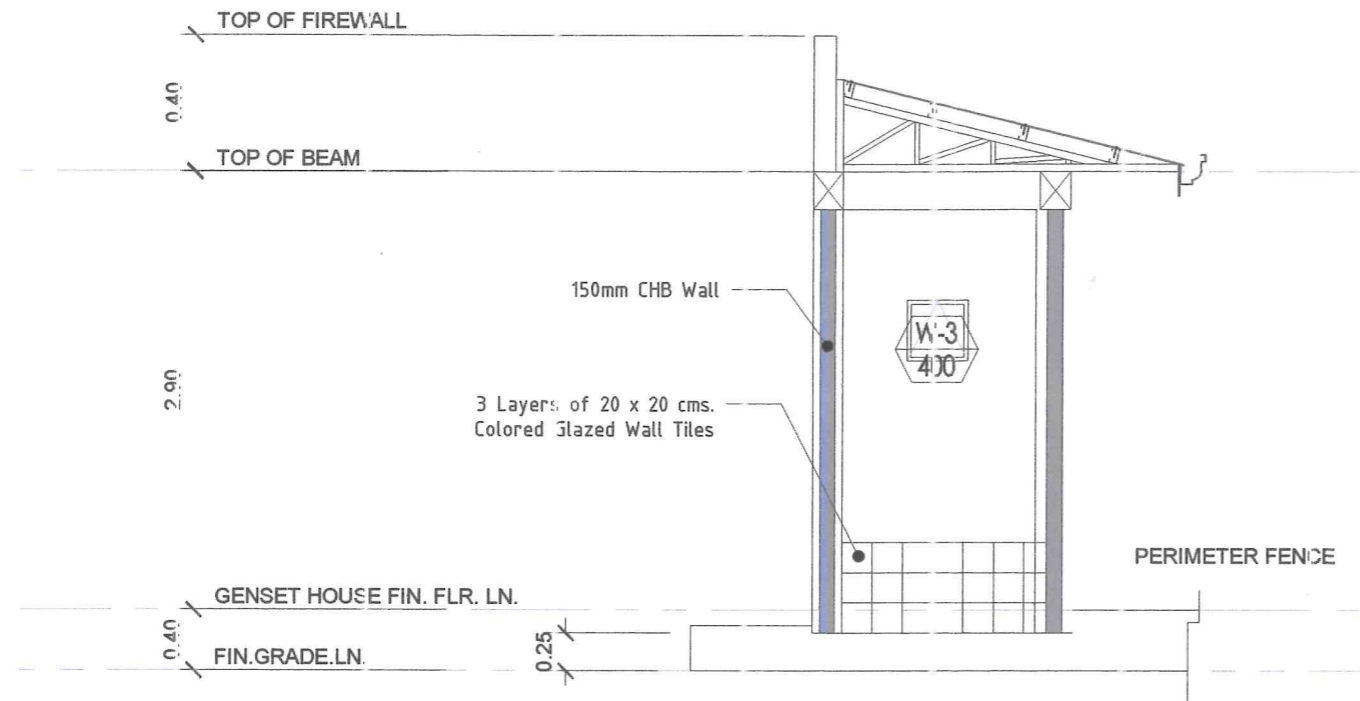 TOP OF FIREWALL
0.40
TOP OF BEAM
150mm CHB Wall
W-3
400
2.90
3 Layers of 20 x 20 cms.
Colored Glazed Wall Tiles
PERIMETER FENCE
GENSET HOUSE FIN. FLR. LN.
0.40
0.25
FIN.GRADE.LN.